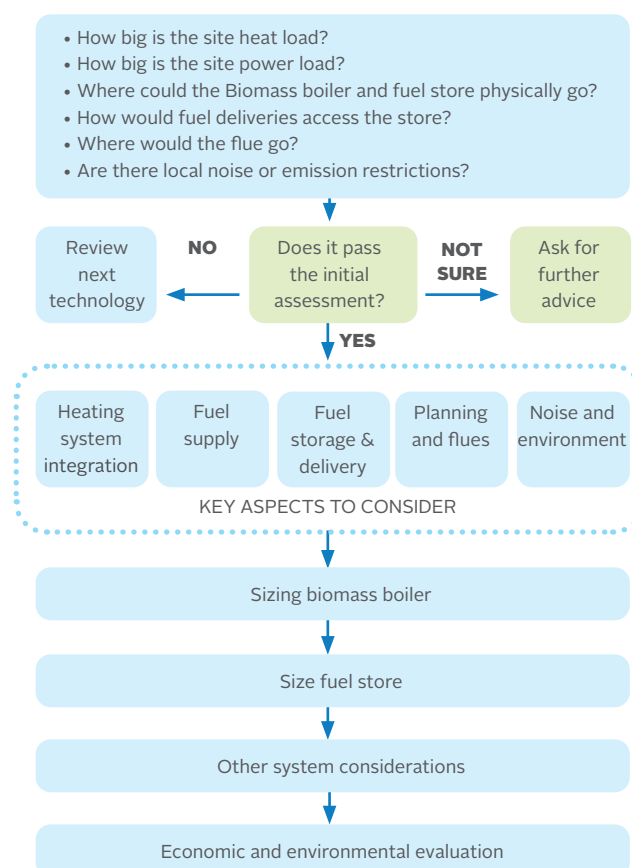 • How big is the site heat load?
• How big is the site power load?
• Where could the Biomass boiler and fuel store physically go?
• How would fuel deliveries access the store?
• Where would the flue go?
• Are there local noise or emission restrictions?
Review
next
technology
NO
Does it pass
the initial
assessment?
NOT
SURE
Ask for
further
advice
YES
Heating
system
integration
Fuel
supply
Fuel
storage &
delivery
Planning
and flues
Noise and
environment
KEY ASPECTS TO CONSIDER
Sizing biomass boiler
Size fuel store
Other system considerations
Economic and environmental evaluation